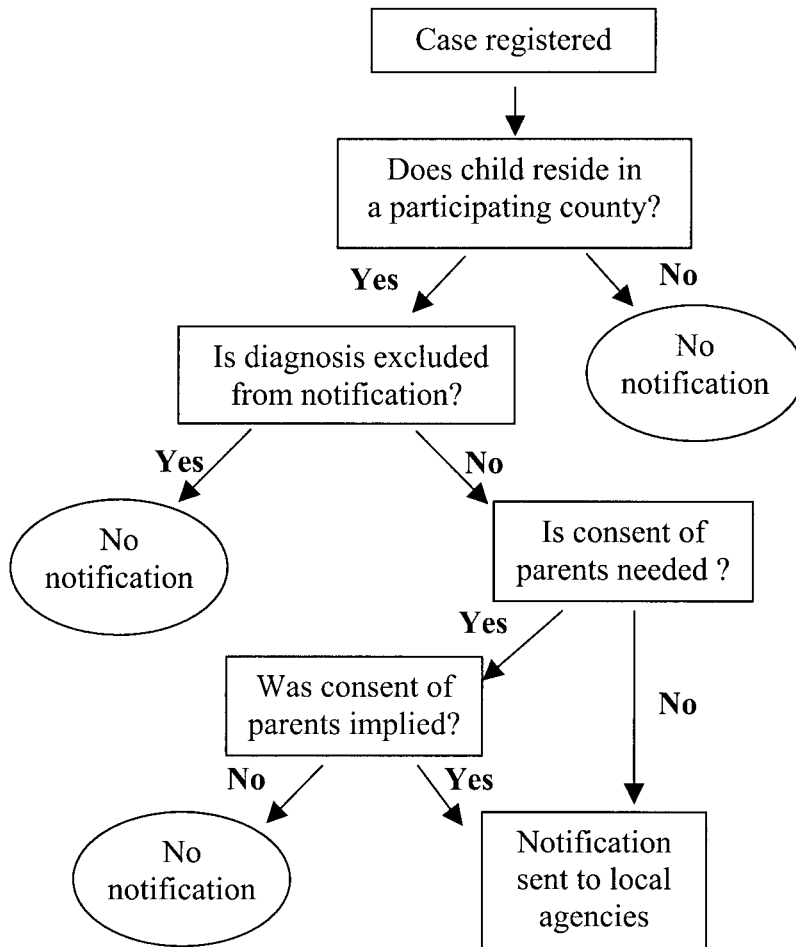 Case registered
Does child reside in
a participating county?
Yes
No
Is diagnosis excluded
from notification?
No
notification
Yes
No
No
notification
Is consent of
parents needed ?
Yes
Was consent of
parents implied?
No
No
Yes
No
notification
Notification
sent to local
agencies